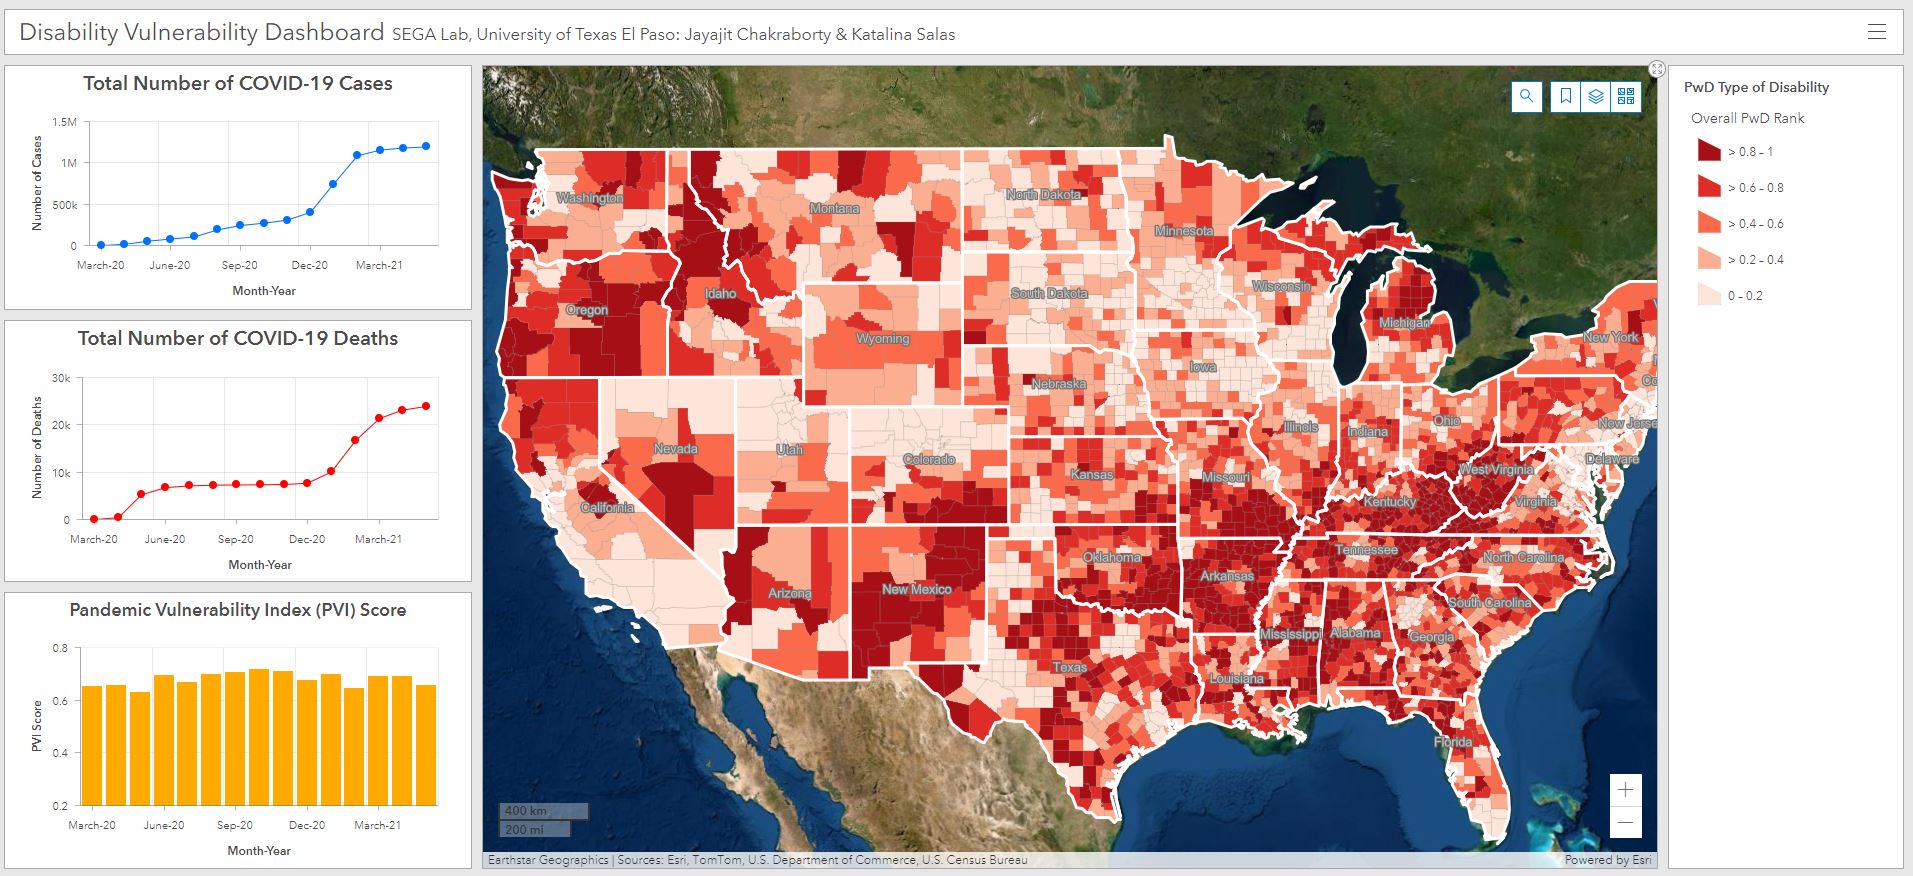 Disability Vulnerability Dashboard SEGA Lab, University of Texas El Paso: Jayajit Chakraborty & Katalina Salas
Total Number of COVID-19 Cases
Number of Cases
1.5M
1M
500k
0
March-20 June-20 Sep-20 Dec-20 March-21
Month-Year
Total Number of COVID-19 Deaths
Number of Deaths
30k
20k
10k
0
March-20 June-20 Sep-20 Dec-20 March-21
Month-Year
Pandemic Vulnerability Index (PVI) Score
PVI Score
0.8
0.6
0.4
0.2
March-20 June-20 Sep-20 Dec-20 March-21
Month-Year
Washington
Montana
North Dakota
Minnesota
Oregon
Idaho
South Dakota
Wisconsin
Michigan
New York
Wyoming
Iowa
Nebraska
Co
Nevada
Utah
Colorado
Illinois
Indiana
Ohio
New Jerse
Kansas
Missouri
West Virginia
Delaware
California
Kentucky
Virginia
Oklahoma
Tennessee
North Carolina
Arizona
New Mexico
Arkansas
South Carolina
Mississippi
Alabama
Georgia
Texas
Louisiana
Florida
400 km
200 mi
+
−
Earthstar Geographics | Sources: Esri, TomTom, U.S. Department of Commerce, U.S. Census Bureau
Powered by Esri
PwD Type of Disability
Overall PwD Rank
> 0.8 – 1
> 0.6 – 0.8
> 0.4 – 0.6
> 0.2 – 0.4
0 – 0.2